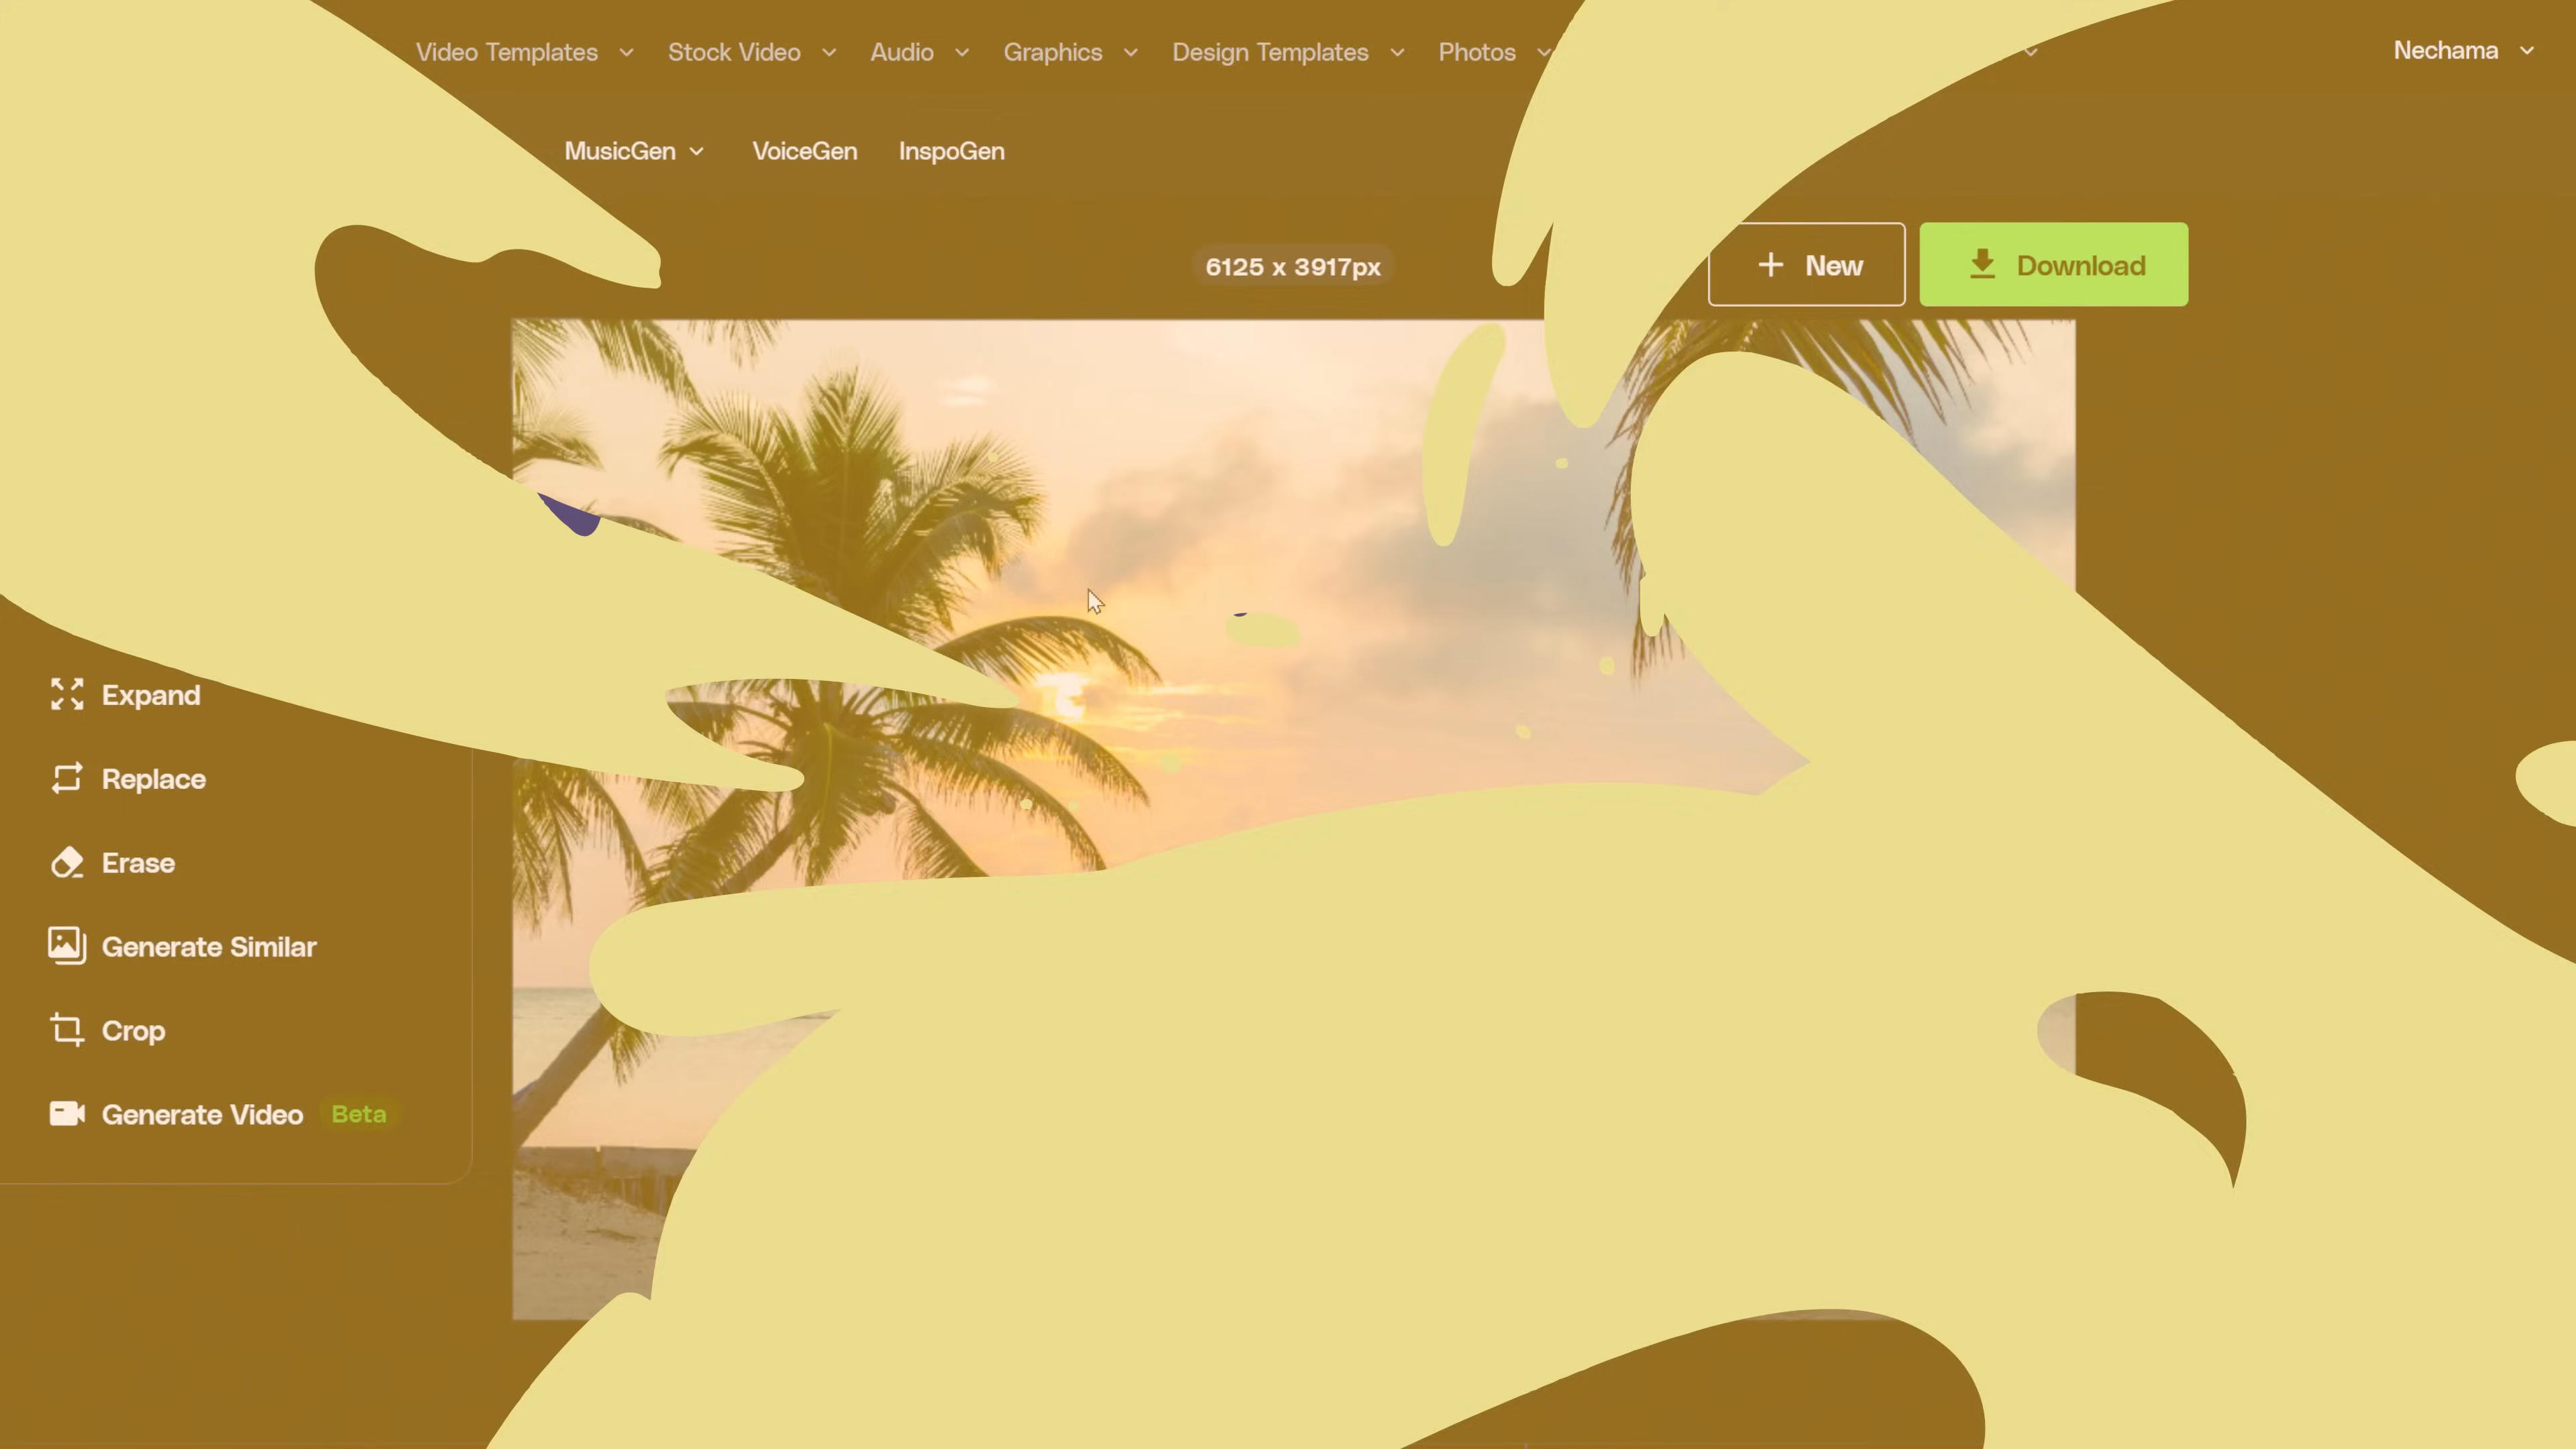 Video Templates Stock Video Audio Graphics Design Templates Photos Nechama
MusicGen VoiceGen InspoGen
6125 x 3917px New Download
Expand
Replace
Erase
Generate Similar
Crop
Generate Video Beta